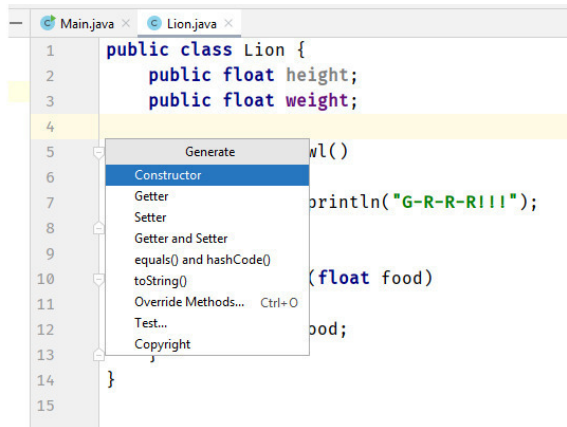 Main.java × Lion.java ×
1 public class Lion {
2 public float height;
3 public float weight;
4
5 wl()
Generate
6 Constructor
7 Getter println("G-R-R-R!!!");
8 Setter
Getter and Setter
9 equals() and hashCode()
10 toString() (float food)
11 Override Methods... Ctrl+O
12 Test... ood;
13 Copyright }
14 }
15